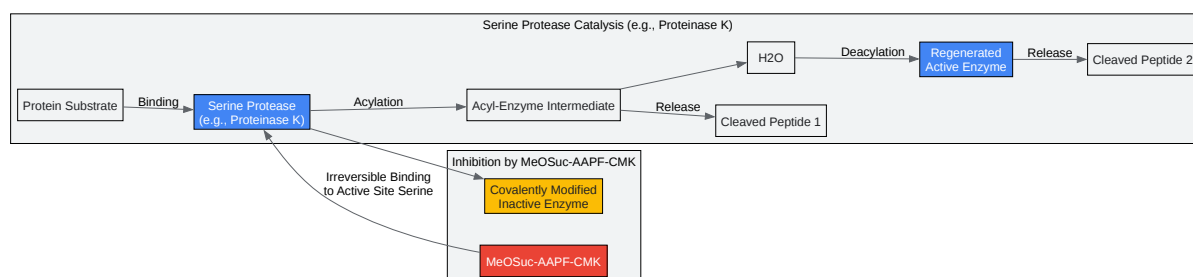 Serine Protease Catalysis (e.g., Proteinase K)
Protein Substrate
Binding
Serine Protease
(e.g., Proteinase K)
Acylation
Acyl-Enzyme Intermediate
H2O
Deacylation
Regenerated
Active Enzyme
Release
Cleaved Peptide 2
Release
Cleaved Peptide 1
Inhibition by MeOSuc-AAPF-CMK
Irreversible Binding
to Active Site Serine
Covalently Modified
Inactive Enzyme
MeOSuc-AAPF-CMK